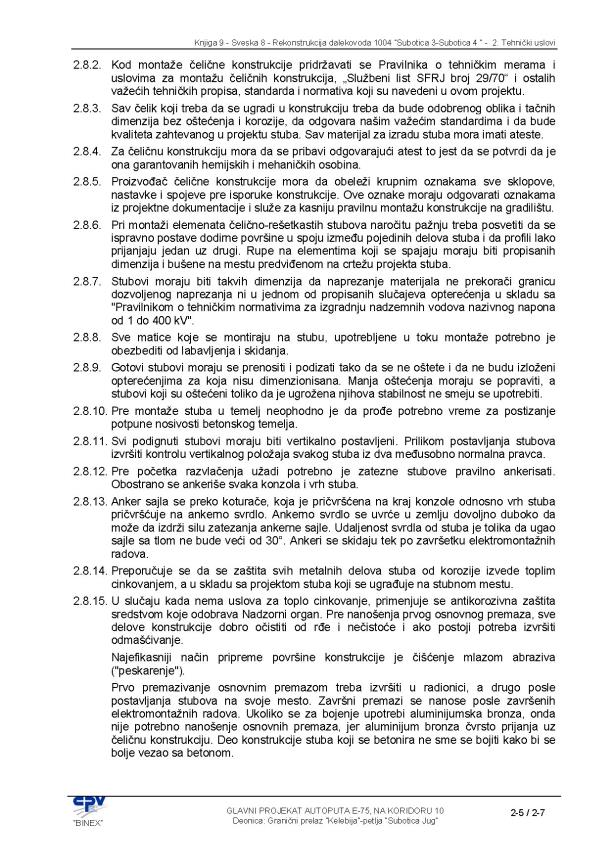 Knjiga 9 - Sveska 8 - Rekonstrukcija dalekovoda 1004 "Subotica 3-Subotica 4 " - 2. Tehnički uslovi
2.8.2. Kod montaže čelične konstrukcije pridržavati se Pravilnika o tehničkim merama i
uslovima za montažu čeličnih konstrukcija, „Službeni list SFRJ broj 29/70“ i ostalih
važećih tehničkih propisa, standarda i normativa koji su navedeni u ovom projektu.
2.8.3. Sav čelik koji treba da se ugradi u konstrukciju treba da bude odobrenog oblika i tačnih
dimenzija bez oštećenja i korozije, da odgovara našim važećim standardima i da bude
kvaliteta zahtevanog u projektu stuba. Sav materijal za izradu stuba mora imati ateste.
2.8.4. Za čeličnu konstrukciju mora da se pribavi odgovarajući atest to jest da se potvrdi da je
ona garantovanih hemijskih i mehaničkih osobina.
2.8.5. Proizvođač čelične konstrukcije mora da obeleži krupnim oznakama sve sklopove,
nastavke i spojeve pre isporuke konstrukcije. Ove oznake moraju odgovarati oznakama
iz projektne dokumentacije i služe za kasniju pravilnu montažu konstrukcije na gradilištu.
2.8.6. Pri montaži elemenata čelično-rešetkastih stubova naročitu pažnju treba posvetiti da se
ispravno postave dodirne površine u spoju između pojedinih delova stuba i da profili lako
prijanjaju jedan uz drugi. Rupe na elementima koji se spajaju moraju biti propisanih
dimenzija i bušene na mestu predviđenom na crtežu projekta stuba.
2.8.7. Stubovi moraju biti takvih dimenzija da naprezanje materijala ne prekorači granicu
dozvoljenog naprezanja ni u jednom od propisanih slučajeva opterećenja u skladu sa
"Pravilnikom o tehničkim normativima za izgradnju nadzemnih vodova nazivnog napona
od 1 do 400 kV".
2.8.8. Sve matice koje se montiraju na stubu, upotrebljene u toku montaže potrebno je
obezbediti od labavljenja i skidanja.
2.8.9. Gotovi stubovi moraju se prenositi i podizati tako da se ne oštete i da ne budu izloženi
opterećenjima za koja nisu dimenzionisana. Manja oštećenja moraju se popraviti, a
stubovi koji su oštećeni toliko da je ugrožena njihova stabilnost ne smeju se upotrebiti.
2.8.10. Pre montaže stuba u temelj neophodno je da prođe potrebno vreme za postizanje
potpune nosivosti betonskog temelja.
2.8.11. Svi podignuti stubovi moraju biti vertikalno postavljeni. Prilikom postavljanja stubova
izvršiti kontrolu vertikalnog položaja svakog stuba iz dva međusobno normalna pravca.
2.8.12. Pre početka razvlačenja užadi potrebno je zatezne stubove pravilno ankerisati.
Obostrano se ankeriše svaka konzola i vrh stuba.
2.8.13. Anker sajla se preko koturače, koja je pričvršćena na kraj konzole odnosno vrh stuba
pričvršćuje na ankerno svrdlo. Ankerno svrdlo se uvrće u zemlju dovoljno duboko da
može da izdrži silu zatezanja ankerne sajle. Udaljenost svrdla od stuba je tolika da ugao
sajle sa tlom ne bude veći od 30°. Ankeri se skidaju tek po završetku elektromontažnih
radova.
2.8.14. Preporučuje se da se zaštita svih metalnih delova stuba od korozije izvede toplim
cinkovanjem, a u skladu sa projektom stuba koji se ugrađuje na stubnom mestu.
2.8.15. U slučaju kada nema uslova za toplo cinkovanje, primenjuje se antikorozivna zaštita
sredstvom koje odobrava Nadzorni organ. Pre nanošenja prvog osnovnog premaza, sve
delove konstrukcije dobro očistiti od rđe i nečistoće i ako postoji potreba izvršiti
odmašćivanje.
Najefikasniji način pripreme površine konstrukcije je čišćenje mlazom abraziva
("peskarenje").
Prvo premazivanje osnovnim premazom treba izvršiti u radionici, a drugo posle
postavljanja stubova na svoje mesto. Završni premazi se nanose posle završenih
elektromontažnih radova. Ukoliko se za bojenje upotrebi aluminijumska bronza, onda
nije potrebno nanošenje osnovnih premaza, jer aluminijum bronza čvrsto prijanja uz
čeličnu konstrukciju. Deo konstrukcije stuba koji se betonira ne sme se bojiti kako bi se
bolje vezao sa betonom.
CPV
"BINEX"
GLAVNI PROJEKAT AUTOPUTA E-75, NA KORIDORU 10
Deonica: Granični prelaz "Kelebija"-petlja "Subotica Jug"
2-5 / 2-7